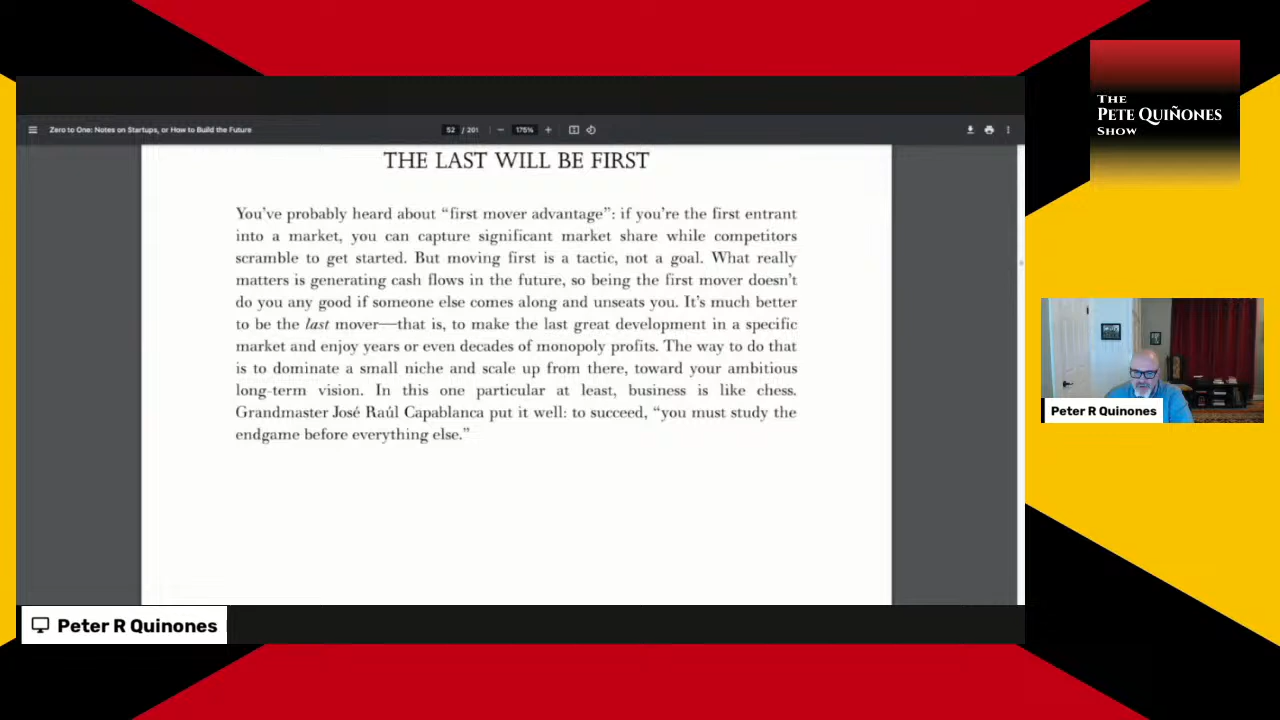 THE
PETE QUIÑONES
SHOW
Zero to One: Notes on Startups, or How to Build the Future
52 / 201
175%
THE LAST WILL BE FIRST
You've probably heard about “first mover advantage”: if you're the first entrant
into a market, you can capture significant market share while competitors
scramble to get started. But moving first is a tactic, not a goal. What really
matters is generating cash flows in the future, so being the first mover doesn't
do you any good if someone else comes along and unseats you. It's much better
to be the last mover—that is, to make the last great development in a specific
market and enjoy years or even decades of monopoly profits. The way to do that
is to dominate a small niche and scale up from there, toward your ambitious
long-term vision. In this one particular at least, business is like chess.
Grandmaster José Raúl Capablanca put it well: to succeed, “you must study the
endgame before everything else.”
Peter R Quinones
Peter R Quinones